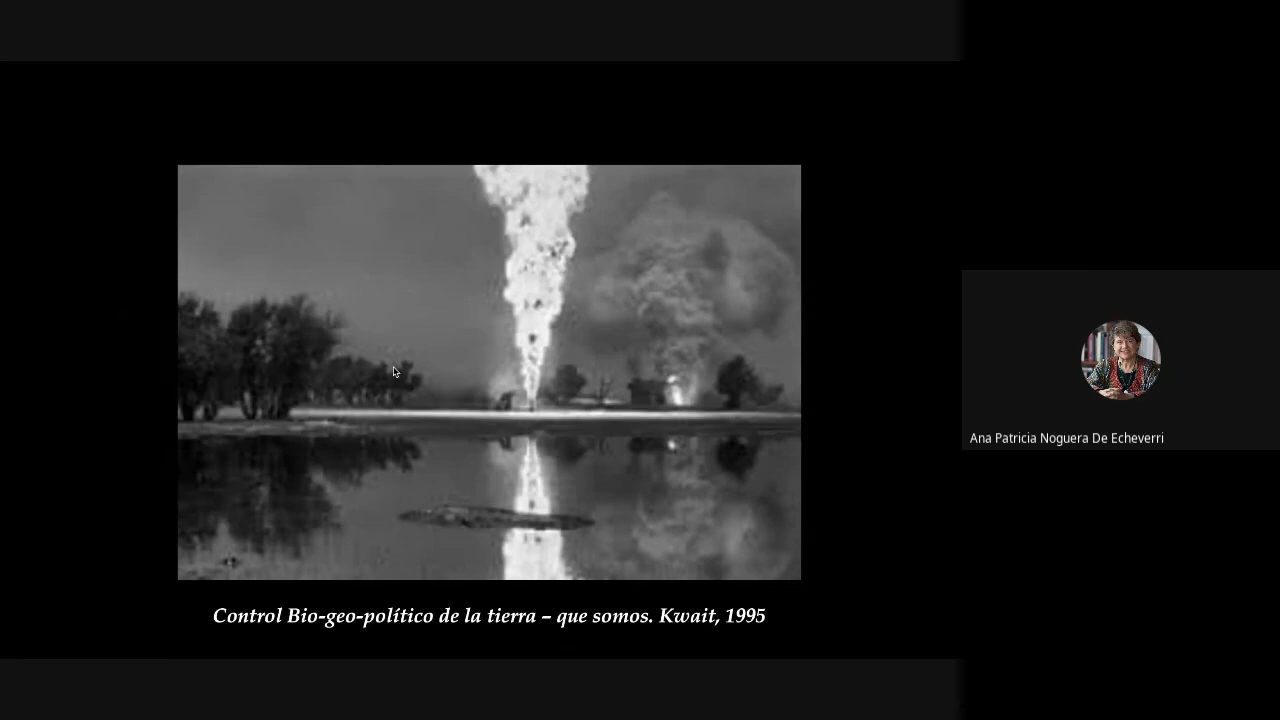 Control Bio-geo-político de la tierra – que somos. Kwait, 1995
Ana Patricia Noguera De Echeverri